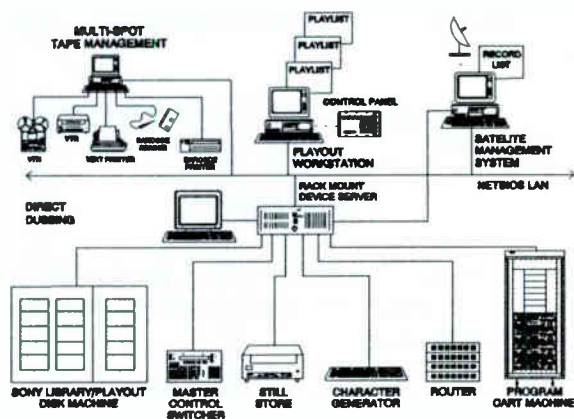 MULTI-SPOT
TAPE MANAGEMENT
PLAYLIST
PLAYLIST
PLAYLIST
RECORD
LIST
CONTROL PANEL
VTR
VTR
TEXT PRINTER
BARCODE
READER
BARCODE
PRINTER
PLAYOUT
WORKSTATION
SATELITE
MANAGEMENT
SYSTEM
NETBIOS LAN
DIRECT
DUBBING
RACK MOUNT
DEVICE SERVER
SONY LIBRARY/PLAYOUT
DISK MACHINE
MASTER
CONTROL
SWITCHER
STILL
STORE
CHARACTER
GENERATOR
ROUTER
PROGRAM
CART MACHINE